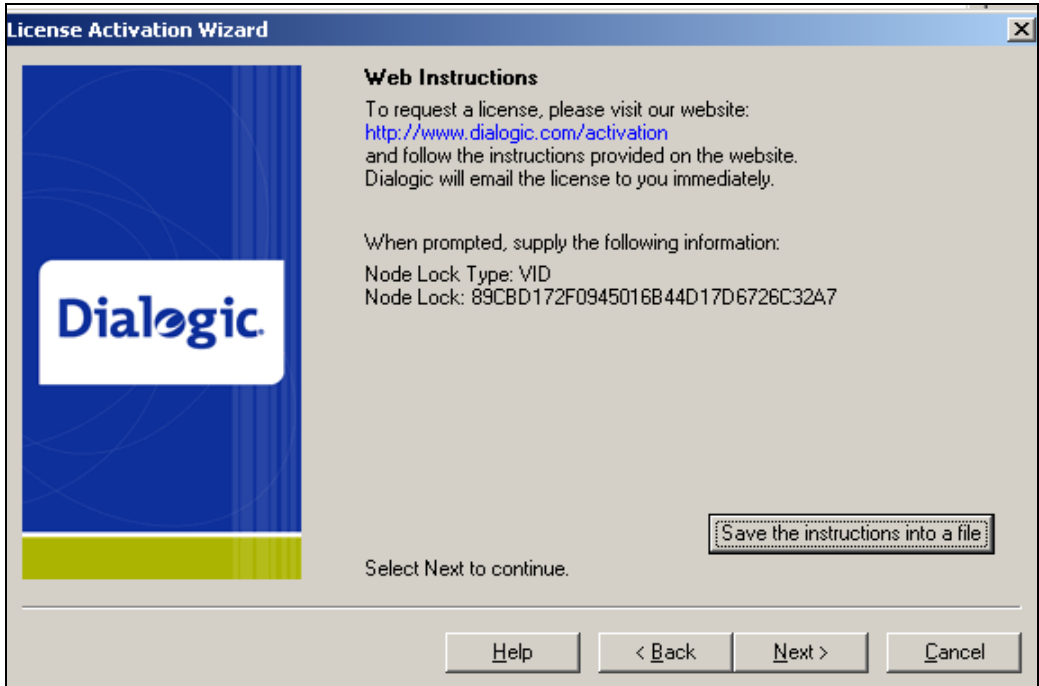 License Activation Wizard
Web Instructions
To request a license, please visit our website:
http://www.dialogic.com/activation
and follow the instructions provided on the website.
Dialogic will email the license to you immediately.
When prompted, supply the following information:
Node Lock Type: VID
Node Lock: 89CBD172F0945016B44D17D6726C32A7
Dialogic.
Save the instructions into a file
Select Next to continue.
Help
< Back
Next >
Cancel